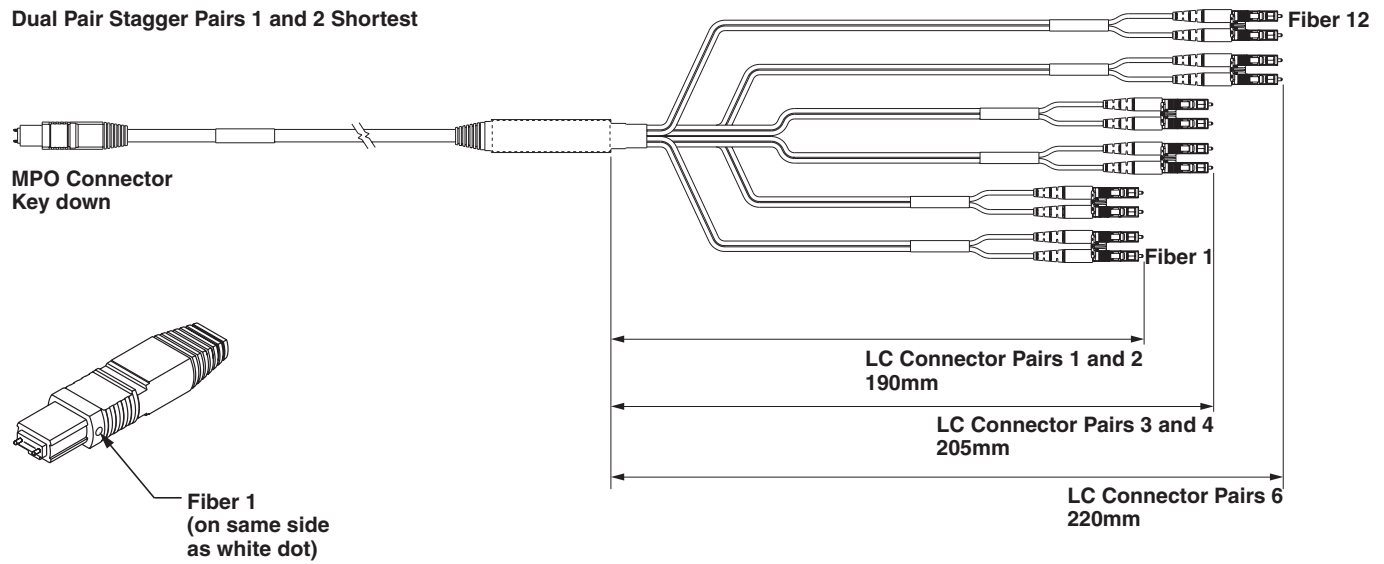 Dual Pair Stagger Pairs 1 and 2 Shortest
Fiber 12
MPO Connector
Key down
Fiber 1
LC Connector Pairs 1 and 2
190mm
LC Connector Pairs 3 and 4
205mm
LC Connector Pairs 6
220mm
Fiber 1
(on same side
as white dot)